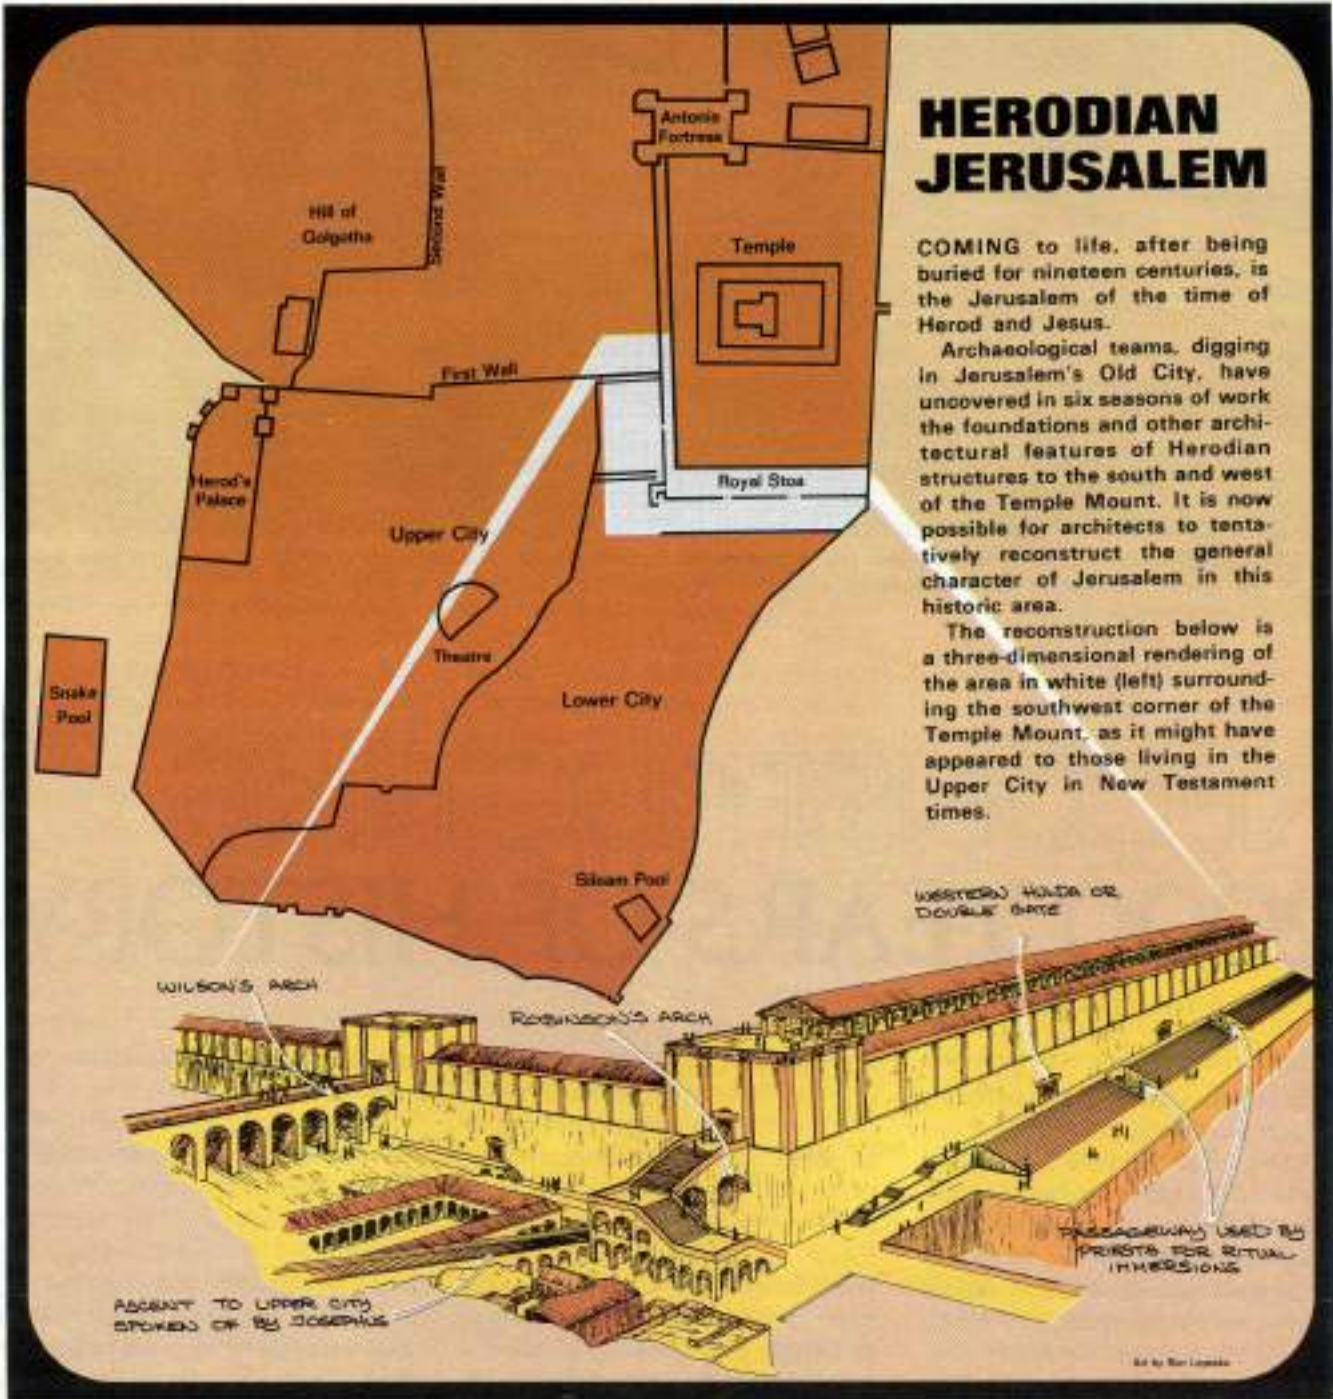 HERODIAN
JERUSALEM
COMING to life, after being
buried for nineteen centuries, is
the Jerusalem of the time of
Herod and Jesus.
Archaeological teams, digging
in Jerusalem's Old City, have
uncovered in six seasons of work
the foundations and other archi-
tectural features of Herodian
structures to the south and west
of the Temple Mount. It is now
possible for architects to tenta-
tively reconstruct the general
character of Jerusalem in this
historic area.
The reconstruction below is
a three-dimensional rendering of
the area in white (left) surround-
ing the southwest corner of the
Temple Mount, as it might have
appeared to those living in the
Upper City in New Testament
times.
Antonia
Fortress
Second Wall
Hill of
Golgotha
Temple
First Wall
Herod's
Palace
Royal Stoa
Upper City
Theatre
Snake
Pool
Lower City
Siloam Pool
WESTERN HULDA OR
DOUBLE GATE
WILSON'S ARCH
ROBINSON'S ARCH
PASSAGEWAY USED BY
PRIESTS FOR RITUAL
IMMERSIONS
ASCENT TO UPPER CITY
SPOKEN OF BY JOSEPHUS
Art by Ron